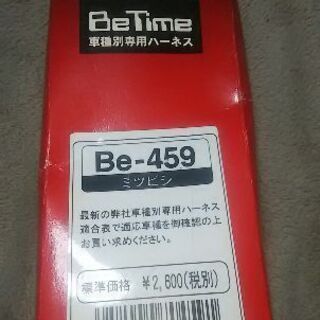 BeTime
車種別専用ハーネス
Be-459
ミツビシ
最新の弊社車種別専用ハーネス
適合表で適応車種を御確認の上
お買い求めください。
標準価格 ¥2,600(税別)